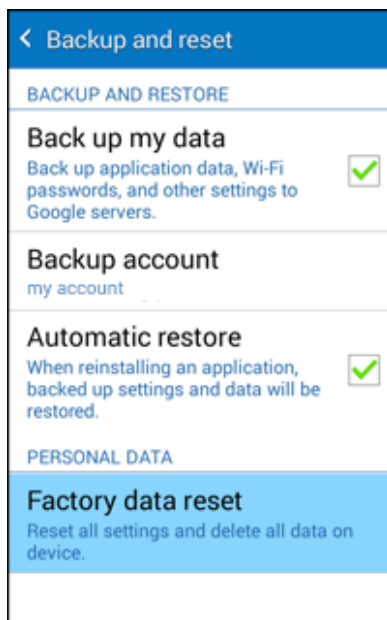 Backup and reset
BACKUP AND RESTORE
Back up my data
Back up application data, Wi-Fi
passwords, and other settings to
Google servers.
Backup account
my account
Automatic restore
When reinstalling an application,
backed up settings and data will be
restored.
PERSONAL DATA
Factory data reset
Reset all settings and delete all data on
device.